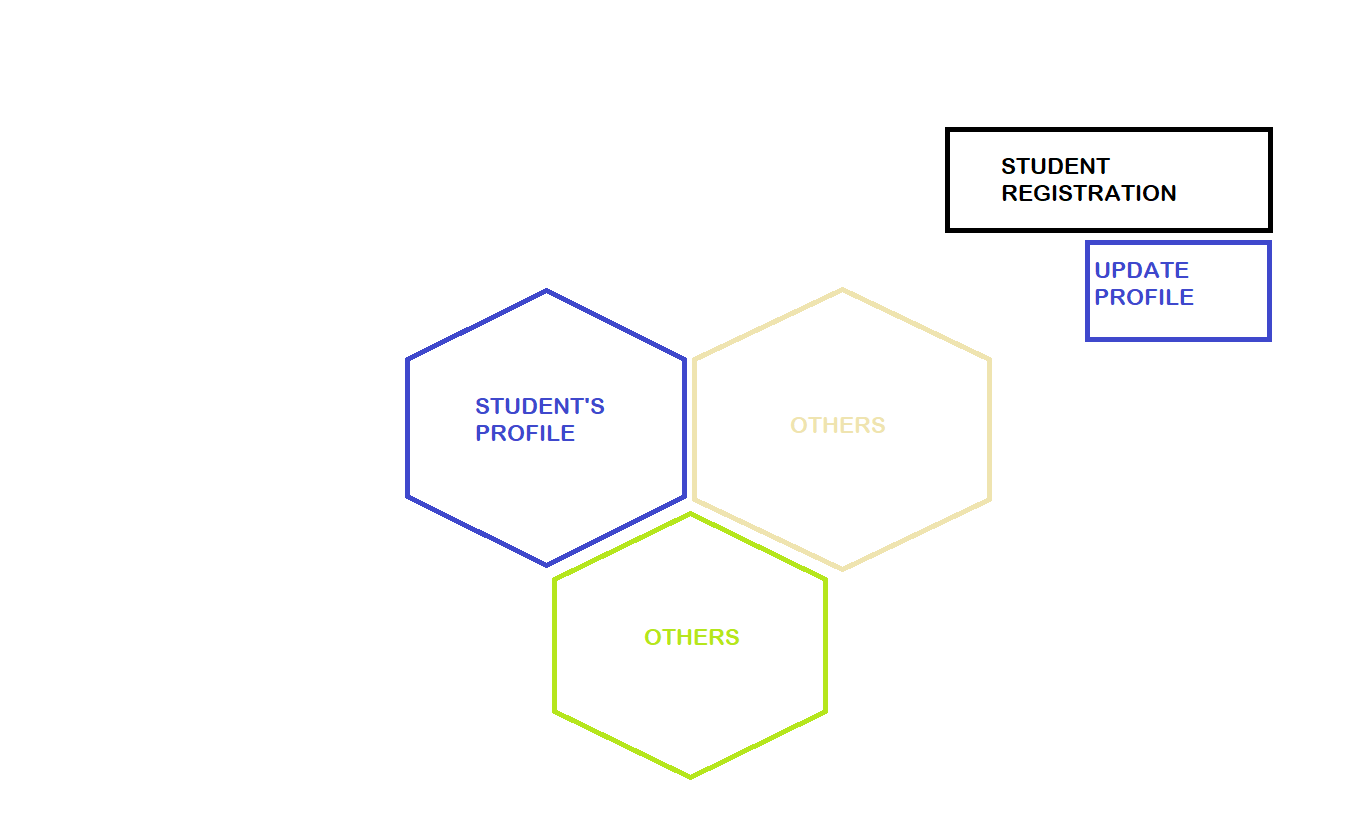 STUDENT
REGISTRATION
UPDATE
PROFILE
STUDENT'S
PROFILE
OTHERS
OTHERS